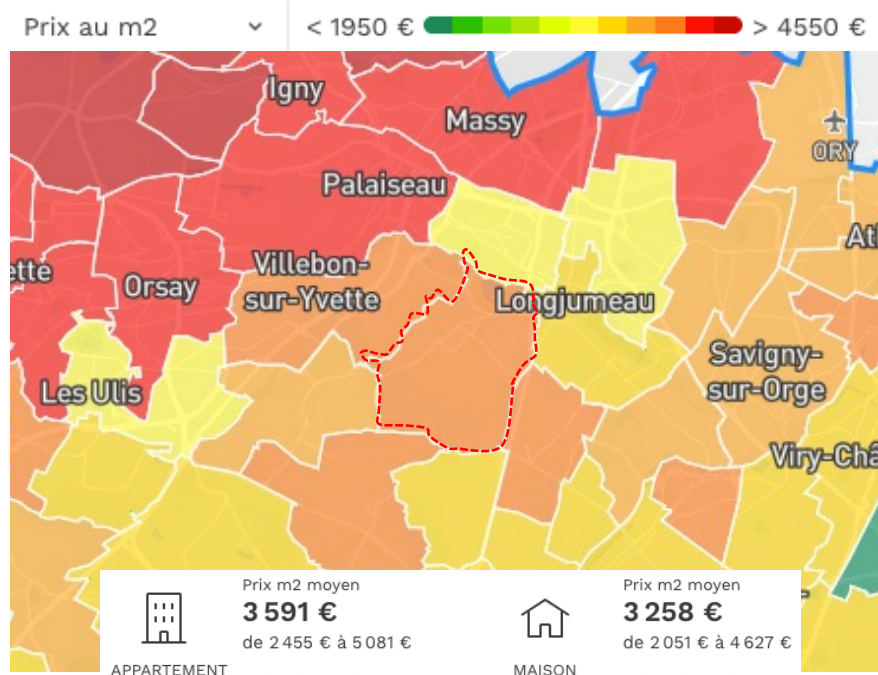 Prix au m2
< 1950 €
> 4550 €
Igny
Massy
ORY
Palaiseau
ette
Orsay
Villebon-
sur-Yvette
Longjumeau
Atl
Les Ulis
Savigny-
sur-Orge
Viry-Châ
Prix m2 moyen
3 591 €
de 2 455 € à 5 081 €
APPARTEMENT
Prix m2 moyen
3 258 €
de 2 051 € à 4 627 €
MAISON